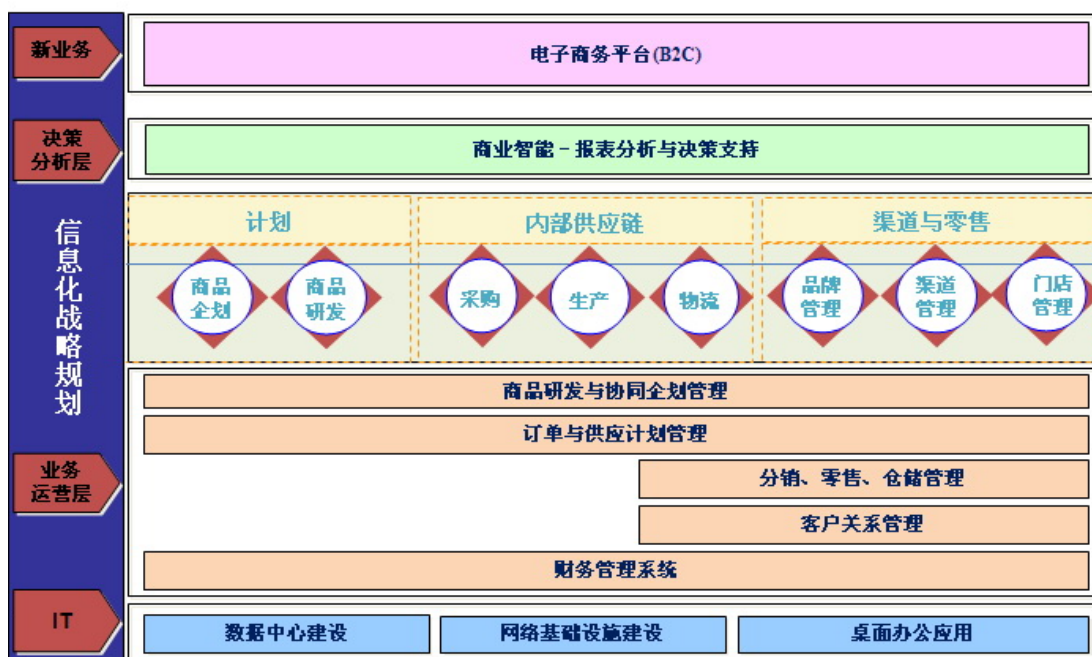 新业务
电子商务平台(B2C)
决策
分析层
商业智能－报表分析与决策支持
信息化战略规划
计划
内部供应链
渠道与零售
商品
企划
商品
研发
采购
生产
物流
品牌
管理
渠道
管理
门店
管理
商品研发与协同企划管理
订单与供应计划管理
业务
运营层
分销、零售、仓储管理
客户关系管理
财务管理系统
IT
数据中心建设
网络基础设施建设
桌面办公应用